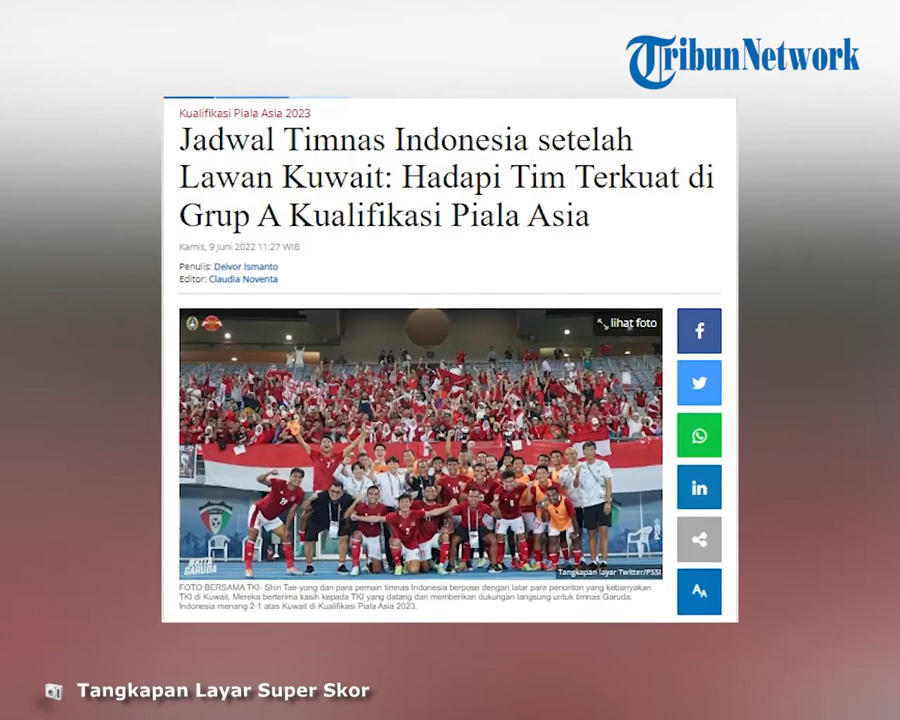 Tribun Network
Kualifikasi Piala Asia 2023
Jadwal Timnas Indonesia setelah
Lawan Kuwait: Hadapi Tim Terkuat di
Grup A Kualifikasi Piala Asia
Kamis, 9 Juni 2022 11:27 WIB
Penulis: Deivor Ismanto
Editor: Claudia Noventa
lihat foto
#KITA
GARUDA
Tangkapan layar Twitter/PSSI
FOTO BERSAMA TKI- Shin Tae-yong dan para pemain timnas Indonesia berpose dengan latar para penonton yang kebanyakan
TKI di Kuwait. Mereka berterima kasih kepada TKI yang datang dan memberikan dukungan langsung untuk timnas Garuda.
Indonesia menang 2-1 atas Kuwait di Kualifikasi Piala Asia 2023.
Tangkapan Layar Super Skor